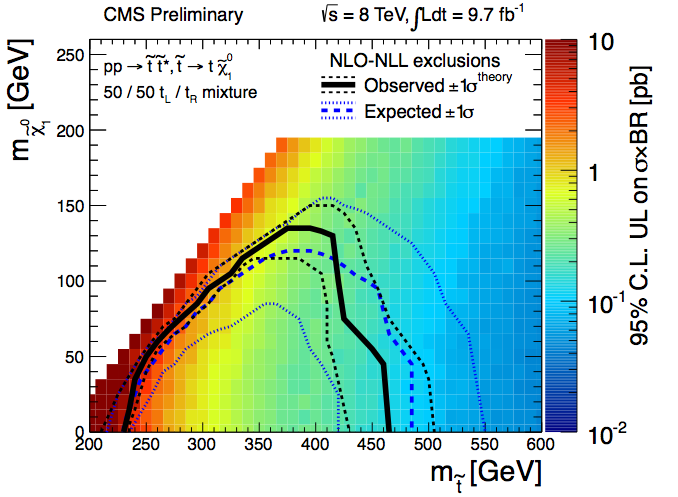 CMS Preliminary
√s = 8 TeV, ∫Ldt = 9.7 fb⁻¹
pp → t̃ t̃*, t̃ → t χ̃₁⁰
50 / 50 t_L / t_R mixture
NLO-NLL exclusions
Observed ±1σ^theory
Expected ±1σ
m_χ̃₁⁰ [GeV]
250
200
150
100
50
0
200 250 300 350 400 450 500 550 600
m_t̃ [GeV]
10
1
10⁻¹
10⁻²
95% C.L. UL on σ×BR [pb]